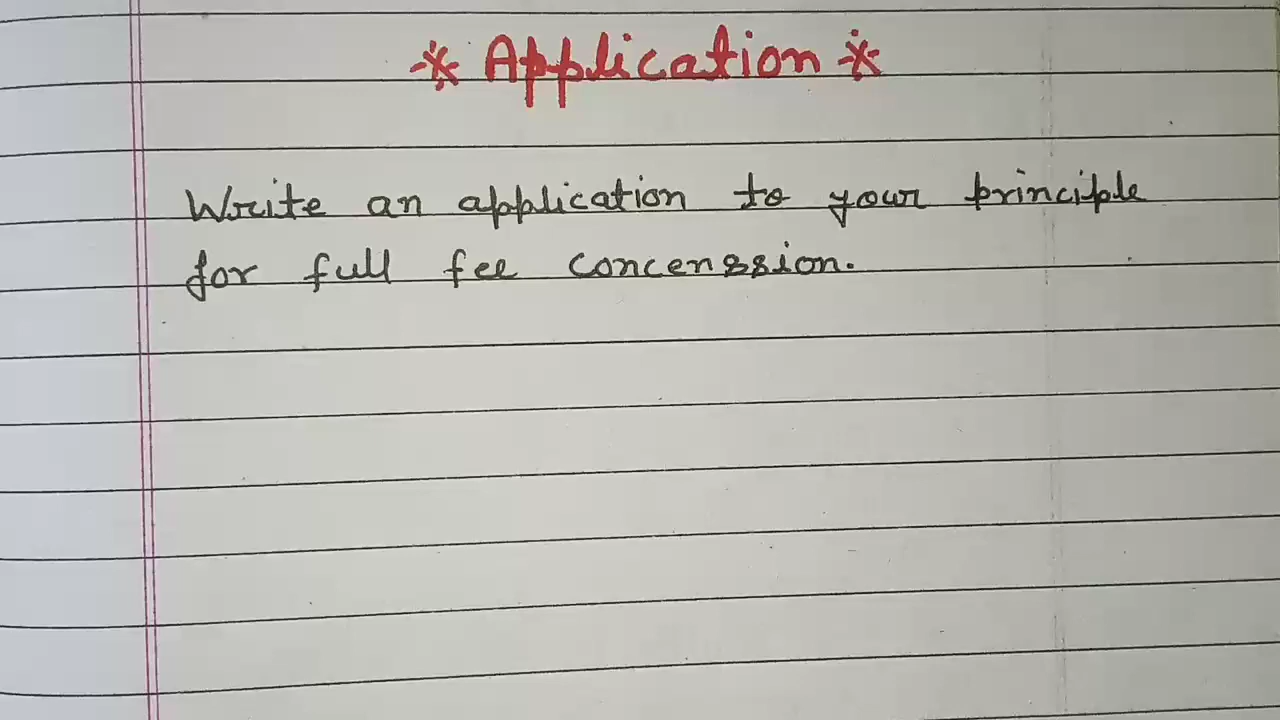 * Application *
Write an application to your principle
for full fee concenssion.